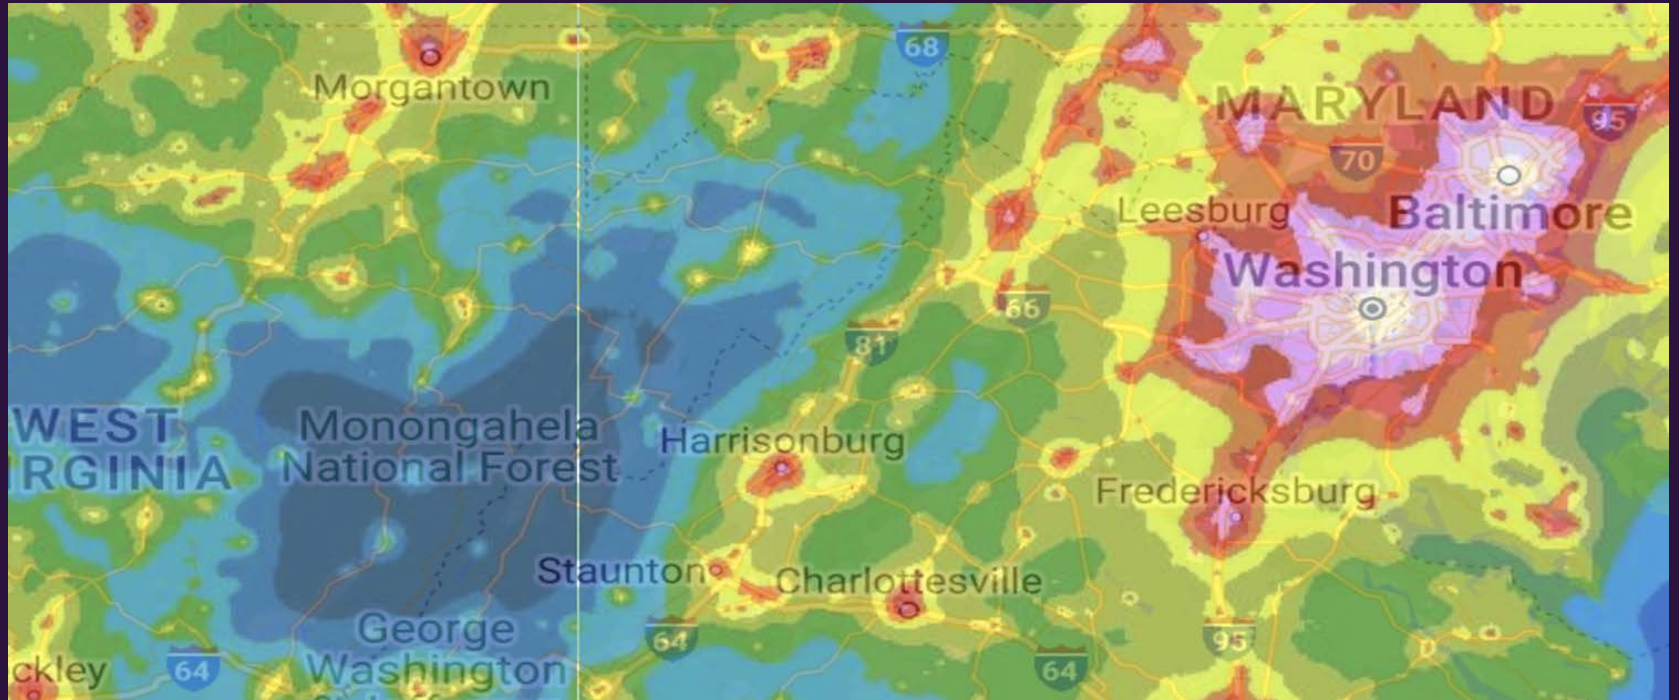 68
Morgantown
MARYLAND
95
70
Leesburg
Baltimore
Washington
66
81
WEST
IRGINIA
Monongahela
National Forest
Harrisonburg
Fredericksburg
Staunton
Charlottesville
George
Washington
64
95
ckley
64
64